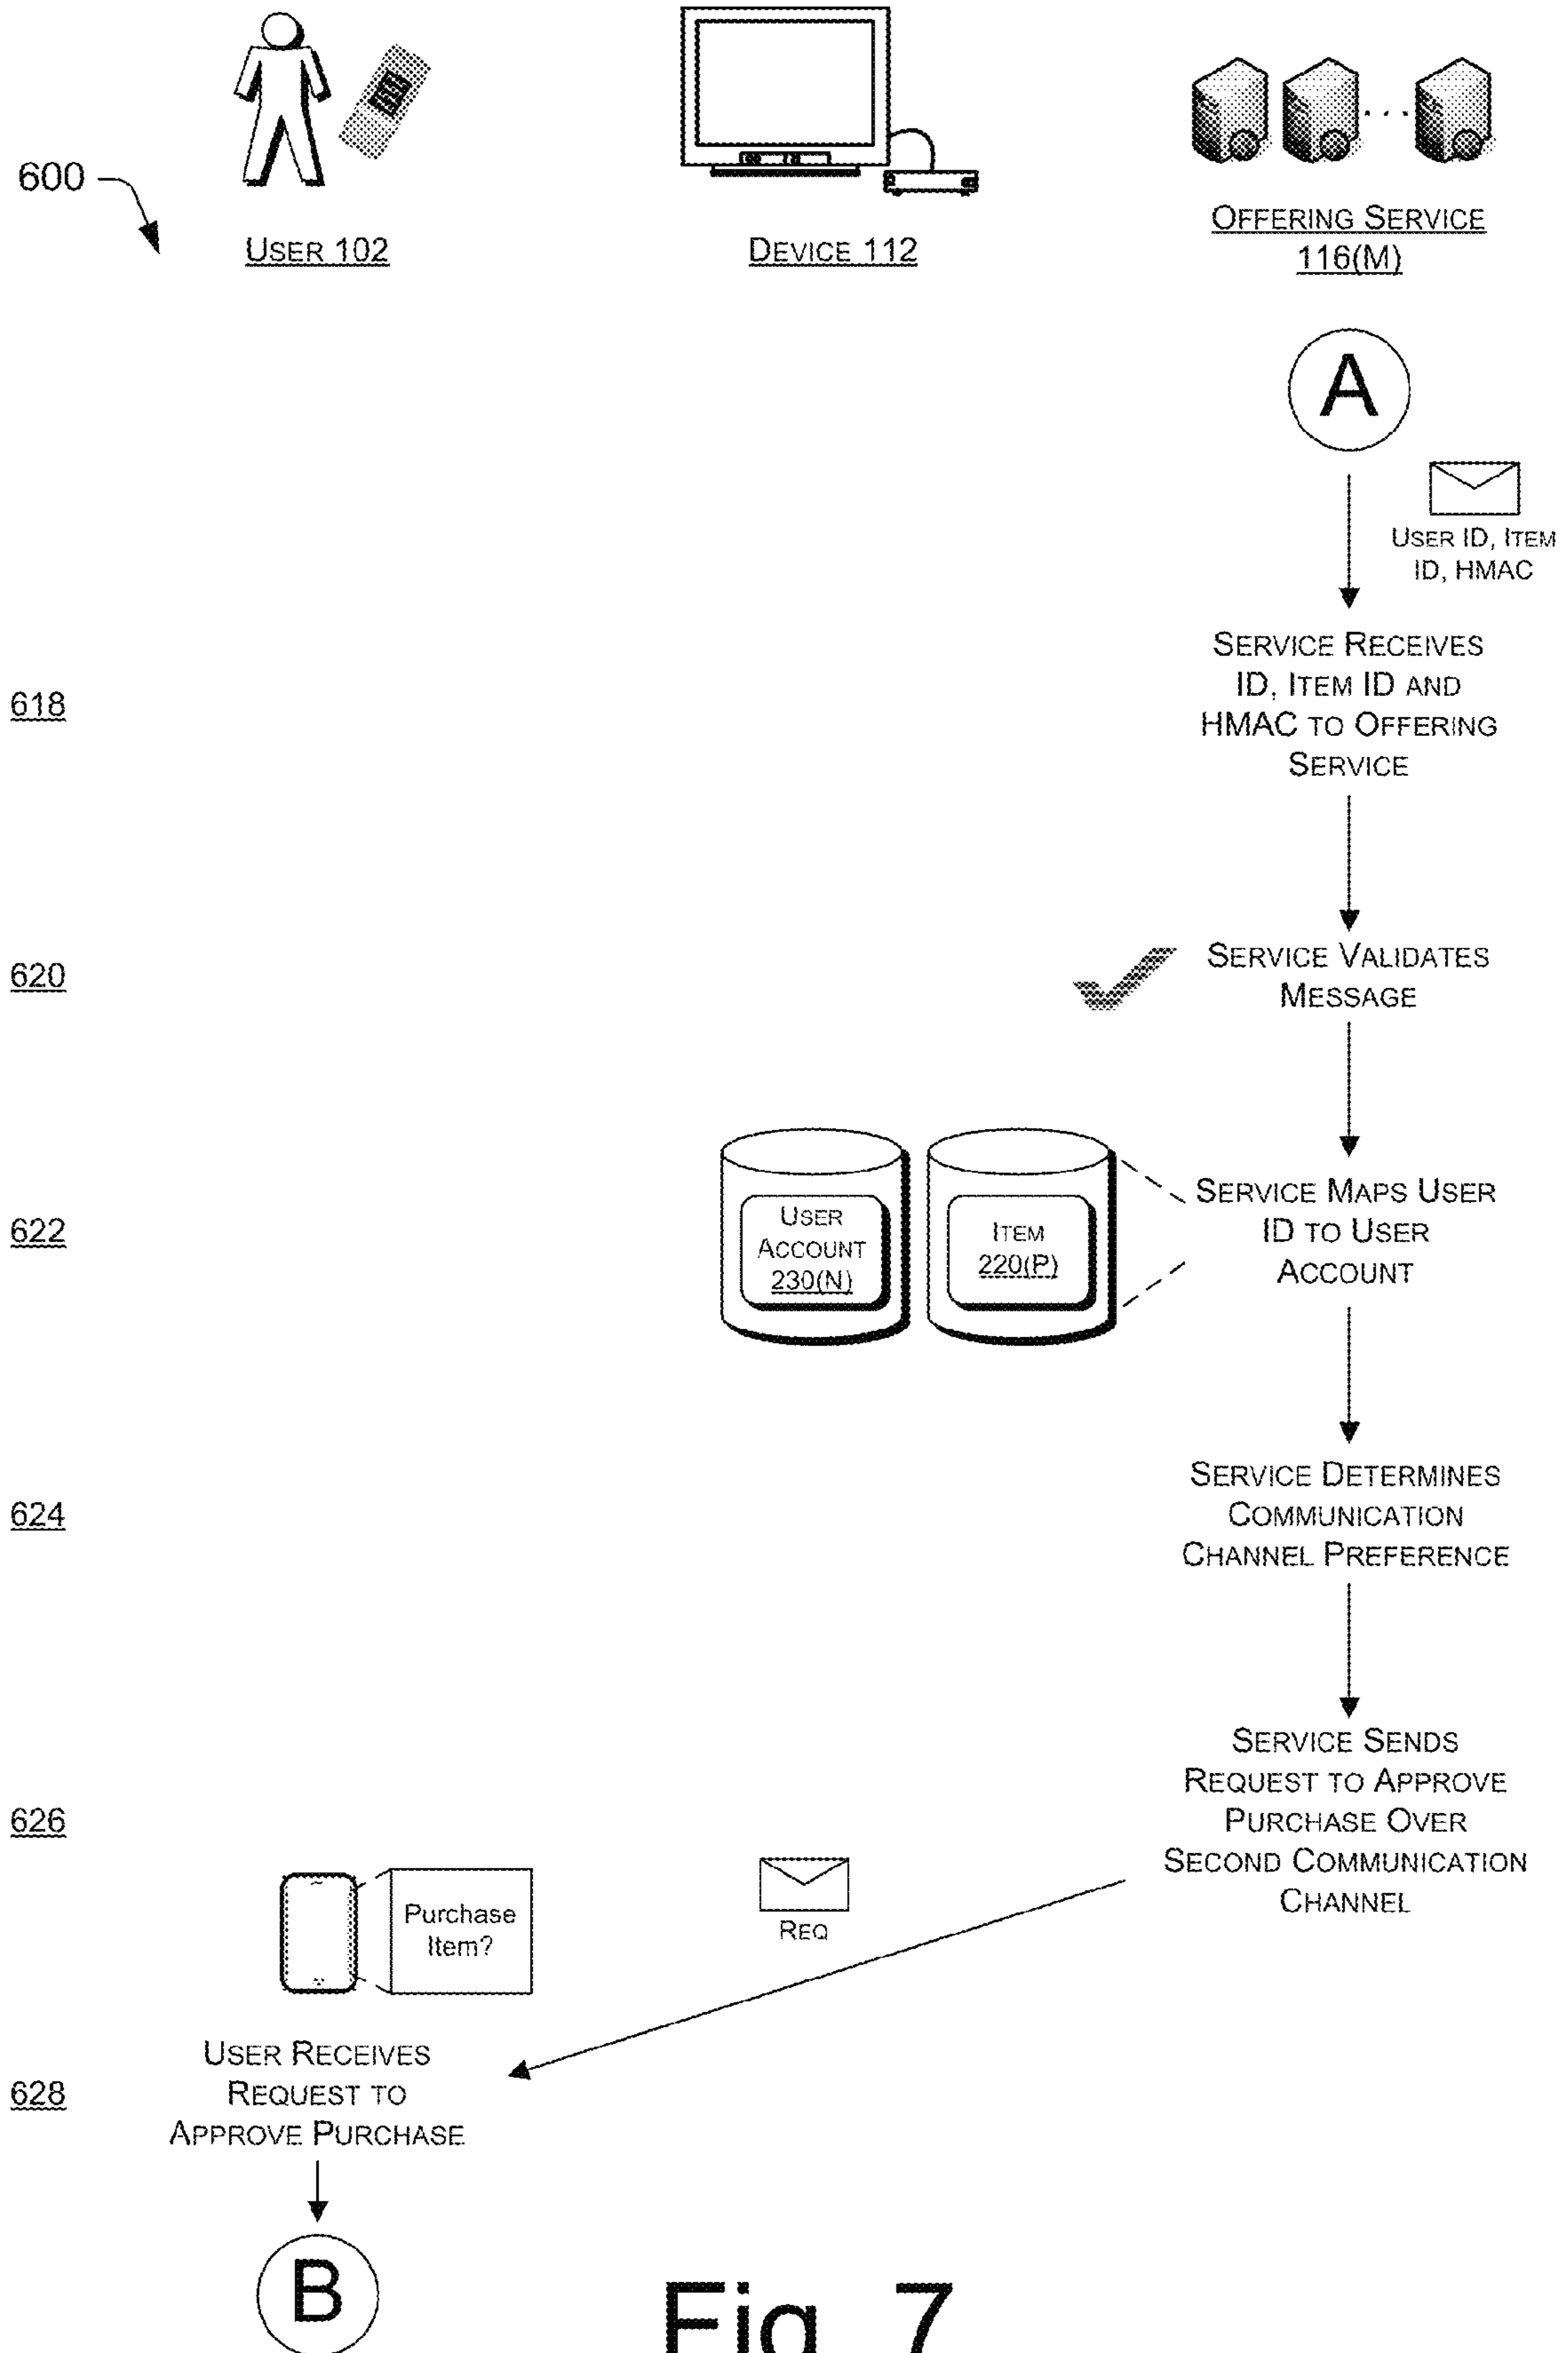 600
USER 102
DEVICE 112
OFFERING SERVICE
116(M)
A
USER ID, ITEM
ID, HMAC
618
SERVICE RECEIVES
ID, ITEM ID AND
HMAC TO OFFERING
SERVICE
620
SERVICE VALIDATES
MESSAGE
622
USER
ACCOUNT
230(N)
ITEM
220(P)
SERVICE MAPS USER
ID TO USER
ACCOUNT
624
SERVICE DETERMINES
COMMUNICATION
CHANNEL PREFERENCE
626
SERVICE SENDS
REQUEST TO APPROVE
PURCHASE OVER
SECOND COMMUNICATION
CHANNEL
Purchase
Item?
REQ
628
USER RECEIVES
REQUEST TO
APPROVE PURCHASE
B
Fig. 7